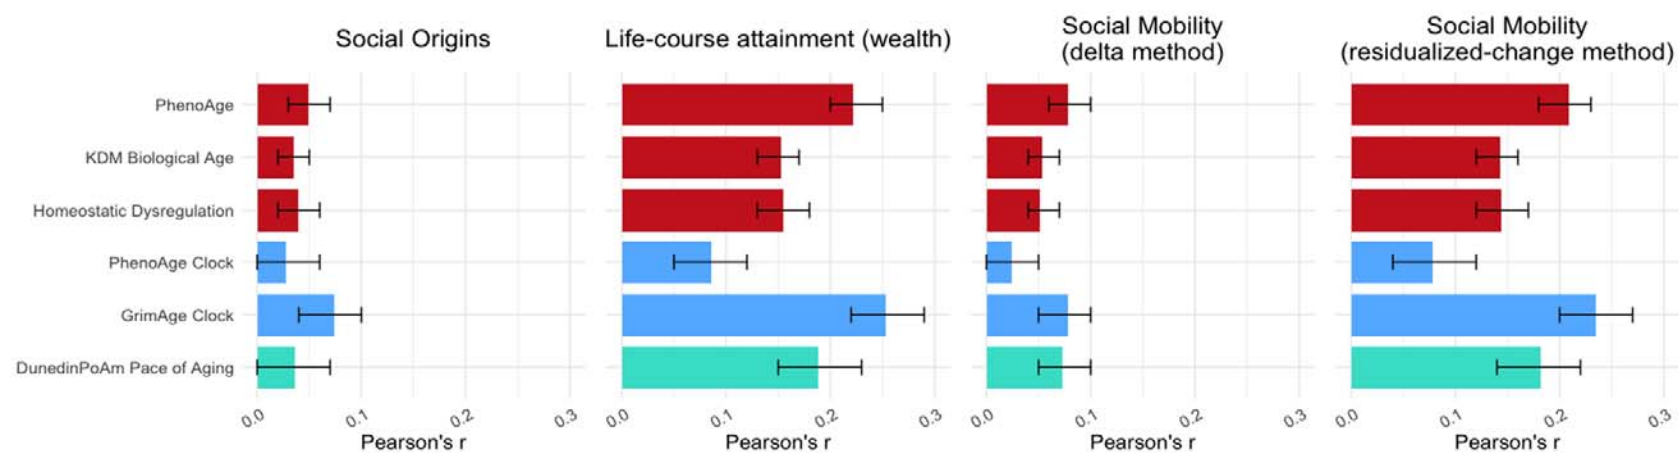 Social Origins
Life-course attainment (wealth)
Social Mobility
(delta method)
Social Mobility
(residualized-change method)
PhenoAge
KDM Biological Age
Homeostatic Dysregulation
PhenoAge Clock
GrimAge Clock
DunedinPoAm Pace of Aging
0.0 0.1 0.2 0.3
0.0 0.1 0.2 0.3
0.0 0.1 0.2 0.3
0.0 0.1 0.2 0.3
Pearson's r
Pearson's r
Pearson's r
Pearson's r